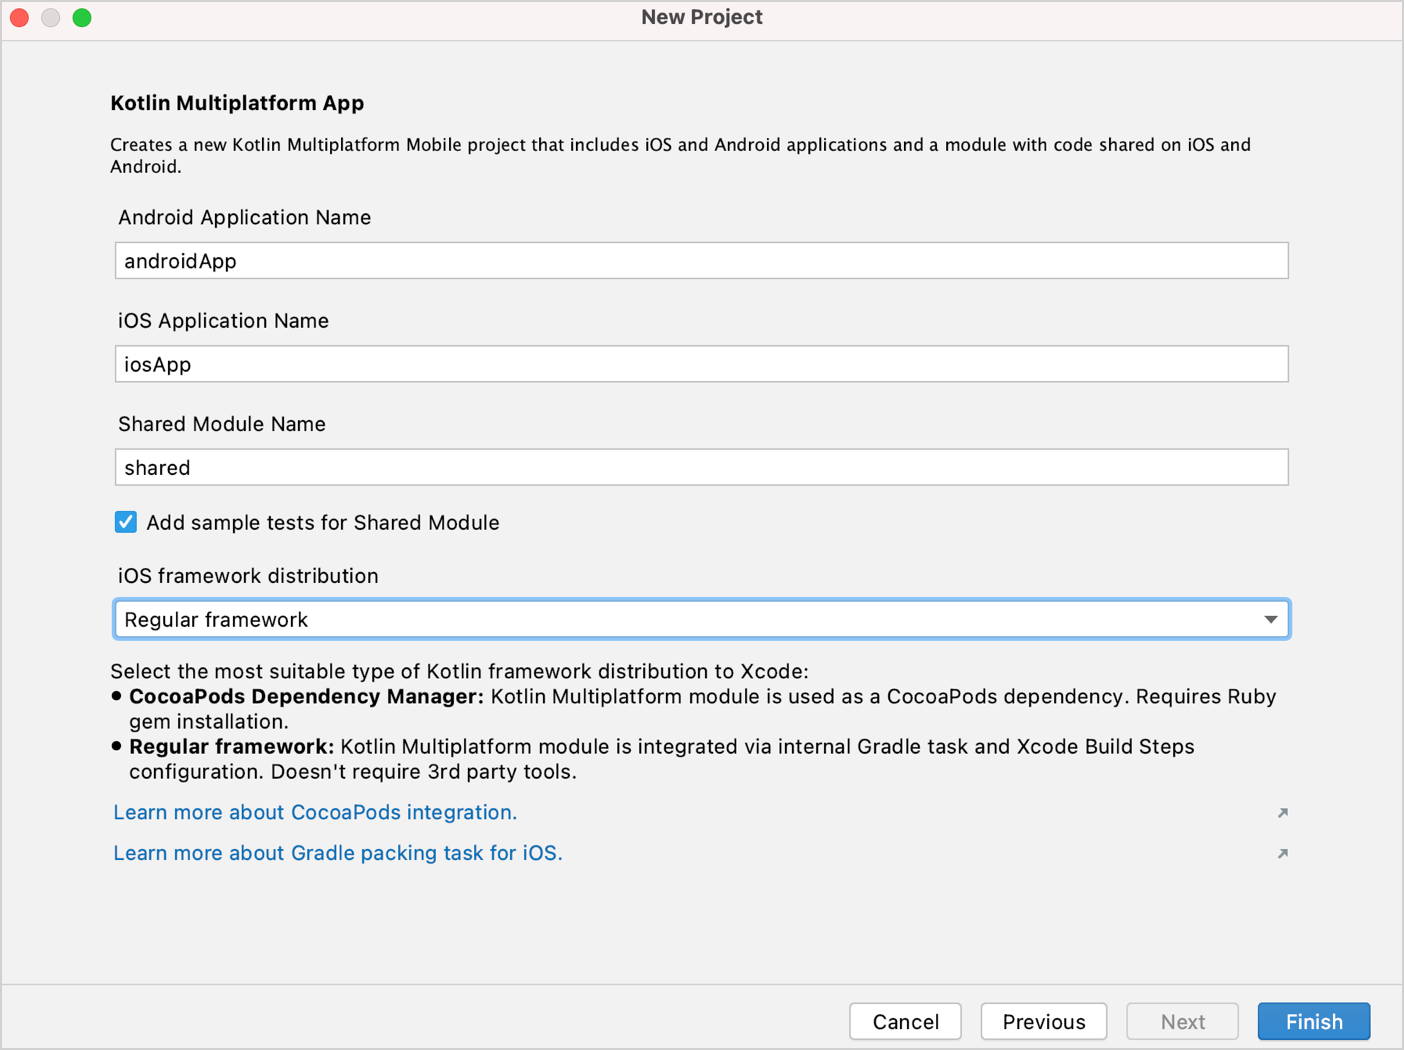 New Project
Kotlin Multiplatform App
Creates a new Kotlin Multiplatform Mobile project that includes iOS and Android applications and a module with code shared on iOS and
Android.
Android Application Name
androidApp
iOS Application Name
iosApp
Shared Module Name
shared
Add sample tests for Shared Module
iOS framework distribution
Regular framework
Select the most suitable type of Kotlin framework distribution to Xcode:
• CocoaPods Dependency Manager: Kotlin Multiplatform module is used as a CocoaPods dependency. Requires Ruby
gem installation.
• Regular framework: Kotlin Multiplatform module is integrated via internal Gradle task and Xcode Build Steps
configuration. Doesn't require 3rd party tools.
Learn more about CocoaPods integration.
Learn more about Gradle packing task for iOS.
Cancel Previous Next Finish